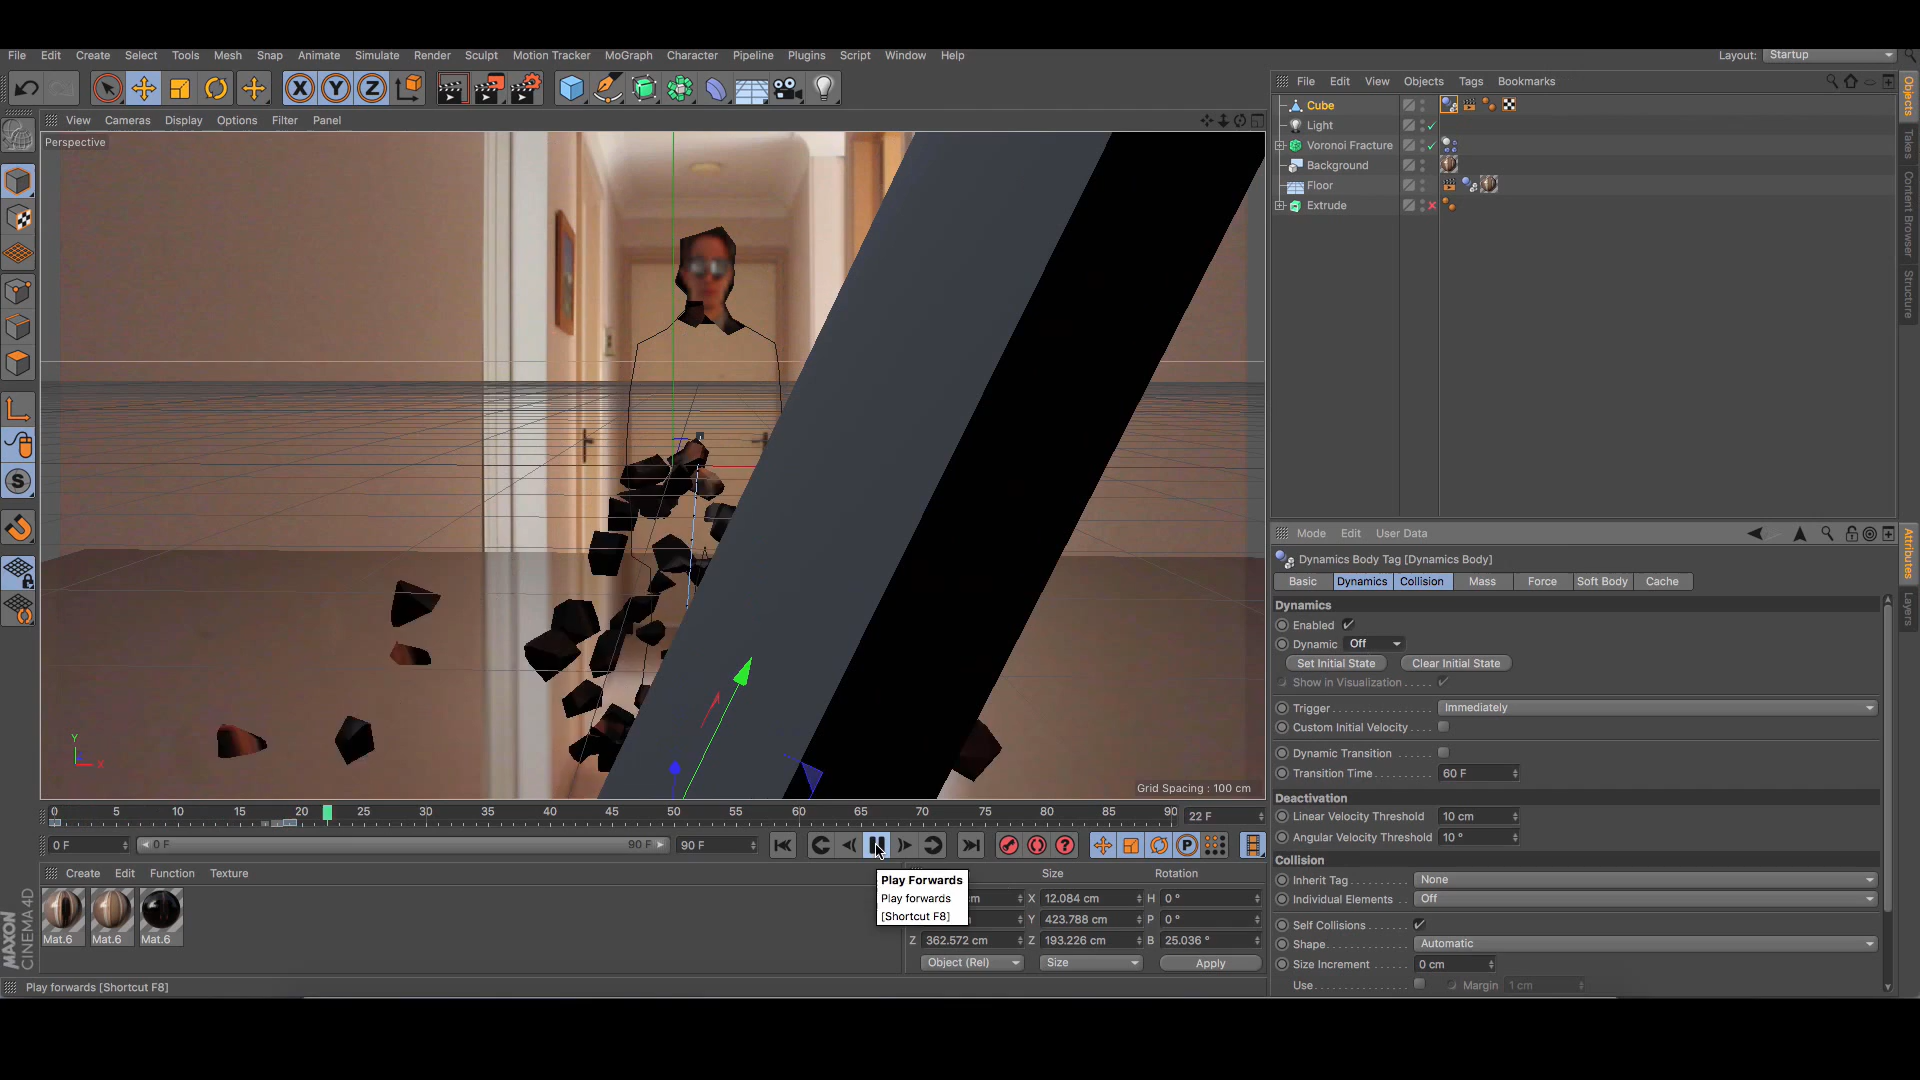 File Edit Create Select Tools Mesh Snap Animate Simulate Render Sculpt Motion Tracker MoGraph Character Pipeline Plugins Script Window Help
Layout: Startup
View Cameras Display Options Filter Panel
Perspective
Y
X
Grid Spacing : 100 cm
File Edit View Objects Tags Bookmarks
Cube
Light
Voronoi Fracture
Background
Floor
Extrude
Objects
Takes
Content Browser
Structure
Mode Edit User Data
Dynamics Body Tag [Dynamics Body]
Basic Dynamics Collision Mass Force Soft Body Cache
Dynamics
Enabled
Dynamic Off
Set Initial State Clear Initial State
Show in Visualization
Trigger Immediately
Custom Initial Velocity
Dynamic Transition
Transition Time 60 F
Deactivation
Linear Velocity Threshold 10 cm
Angular Velocity Threshold 10 °
Collision
Inherit Tag None
Individual Elements Off
Self Collisions
Shape Automatic
Size Increment 0 cm
Use Margin 1 cm
Attributes
Layers
0 5 10 15 20 25 30 35 40 45 50 55 60 65 70 75 80 85 90
22 F
0 F 0 F 90 F 90 F
Create Edit Function Texture
Mat.6 Mat.6 Mat.6
Play Forwards
Play forwards
[Shortcut F8]
Size Rotation
cm X 12.084 cm H 0 °
Y 423.788 cm P 0 °
Z 362.572 cm Z 193.226 cm B 25.036 °
Object (Rel) Size Apply
MAXON
CINEMA 4D
Play forwards [Shortcut F8]